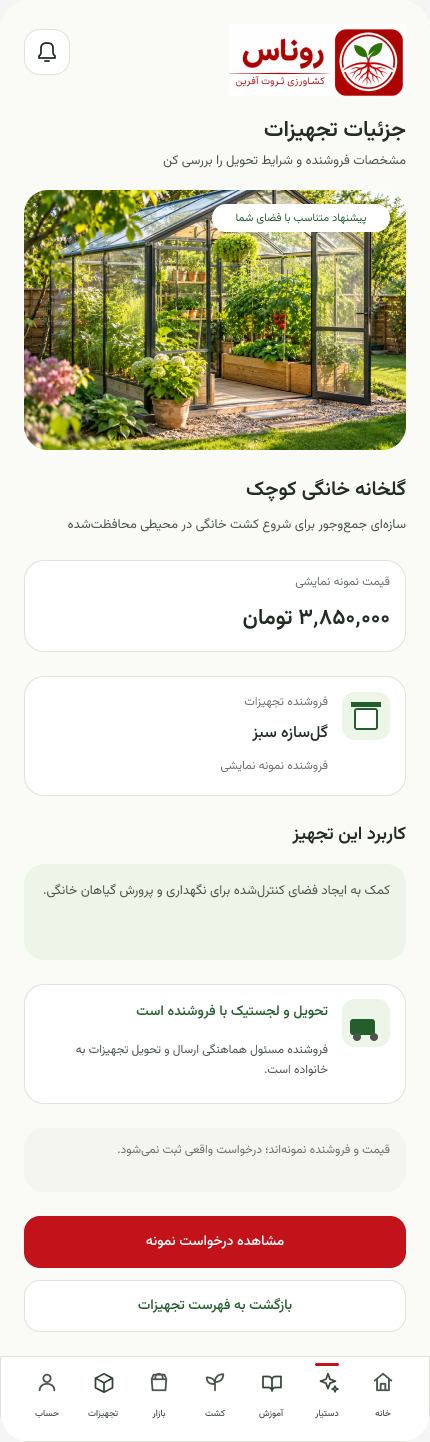 روناس
کشاورزی ثروت آفرین
جزئیات تجهیزات
مشخصات فروشنده و شرایط تحویل را بررسی کن
پیشنهاد متناسب با فضای شما
گلخانه خانگی کوچک
سازه‌ای جمع‌وجور برای شروع کشت خانگی در محیطی محافظت‌شده
قیمت نمونه نمایشی
۳,۸۵۰,۰۰۰ تومان
فروشنده تجهیزات
گل‌سازه سبز
فروشنده نمونه نمایشی
کاربرد این تجهیز
کمک به ایجاد فضای کنترل‌شده برای نگهداری و پرورش گیاهان خانگی.
تحویل و لجستیک با فروشنده است
فروشنده مسئول هماهنگی ارسال و تحویل تجهیزات به
خانواده است.
قیمت و فروشنده نمونه‌اند؛ درخواست واقعی ثبت نمی‌شود.
مشاهده درخواست نمونه
بازگشت به فهرست تجهیزات
خانه
دستیار
آموزش
کشت
بازار
تجهیزات
حساب